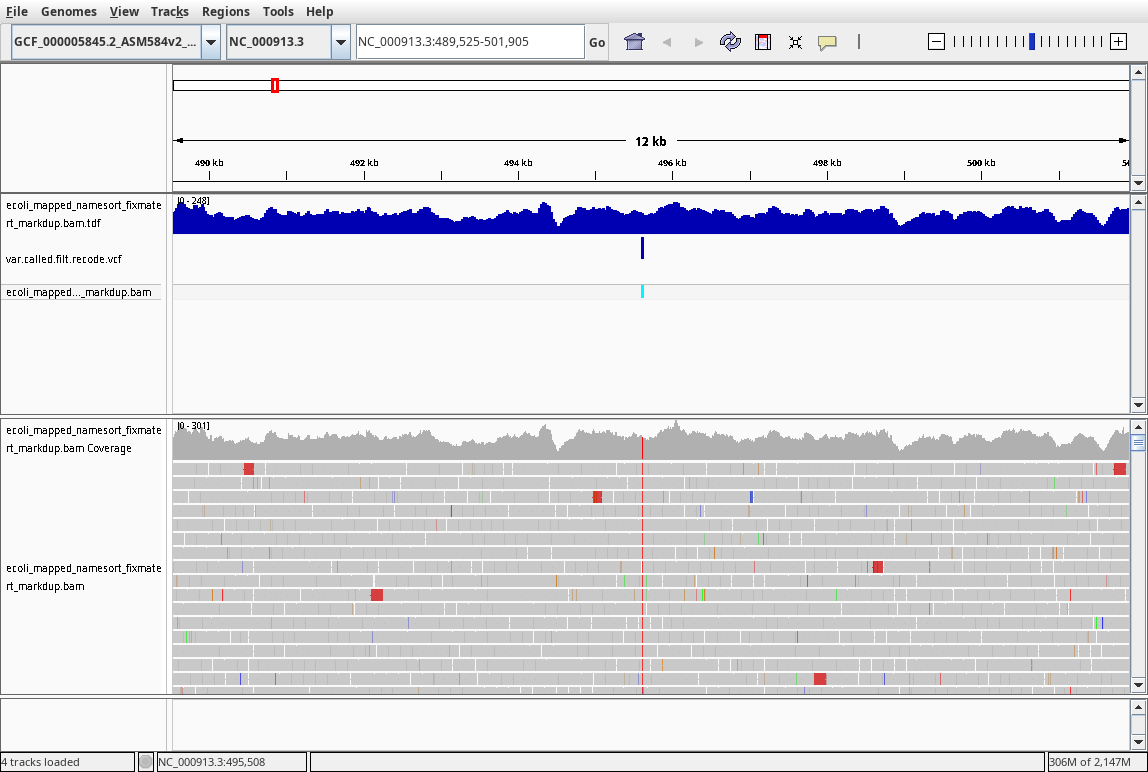 File Genomes View Tracks Regions Tools Help
GCF_000005845.2_ASM584v2_... NC_000913.3 NC_000913.3:489,525-501,905 Go
12 kb
490 kb 492 kb 494 kb 496 kb 498 kb 500 kb 50
[0 - 248]
ecoli_mapped_namesort_fixmate
rt_markdup.bam.tdf
var.called.filt.recode.vcf
ecoli_mapped..._markdup.bam
[0 - 301]
ecoli_mapped_namesort_fixmate
rt_markdup.bam Coverage
ecoli_mapped_namesort_fixmate
rt_markdup.bam
4 tracks loaded NC_000913.3:495,508 306M of 2,147M